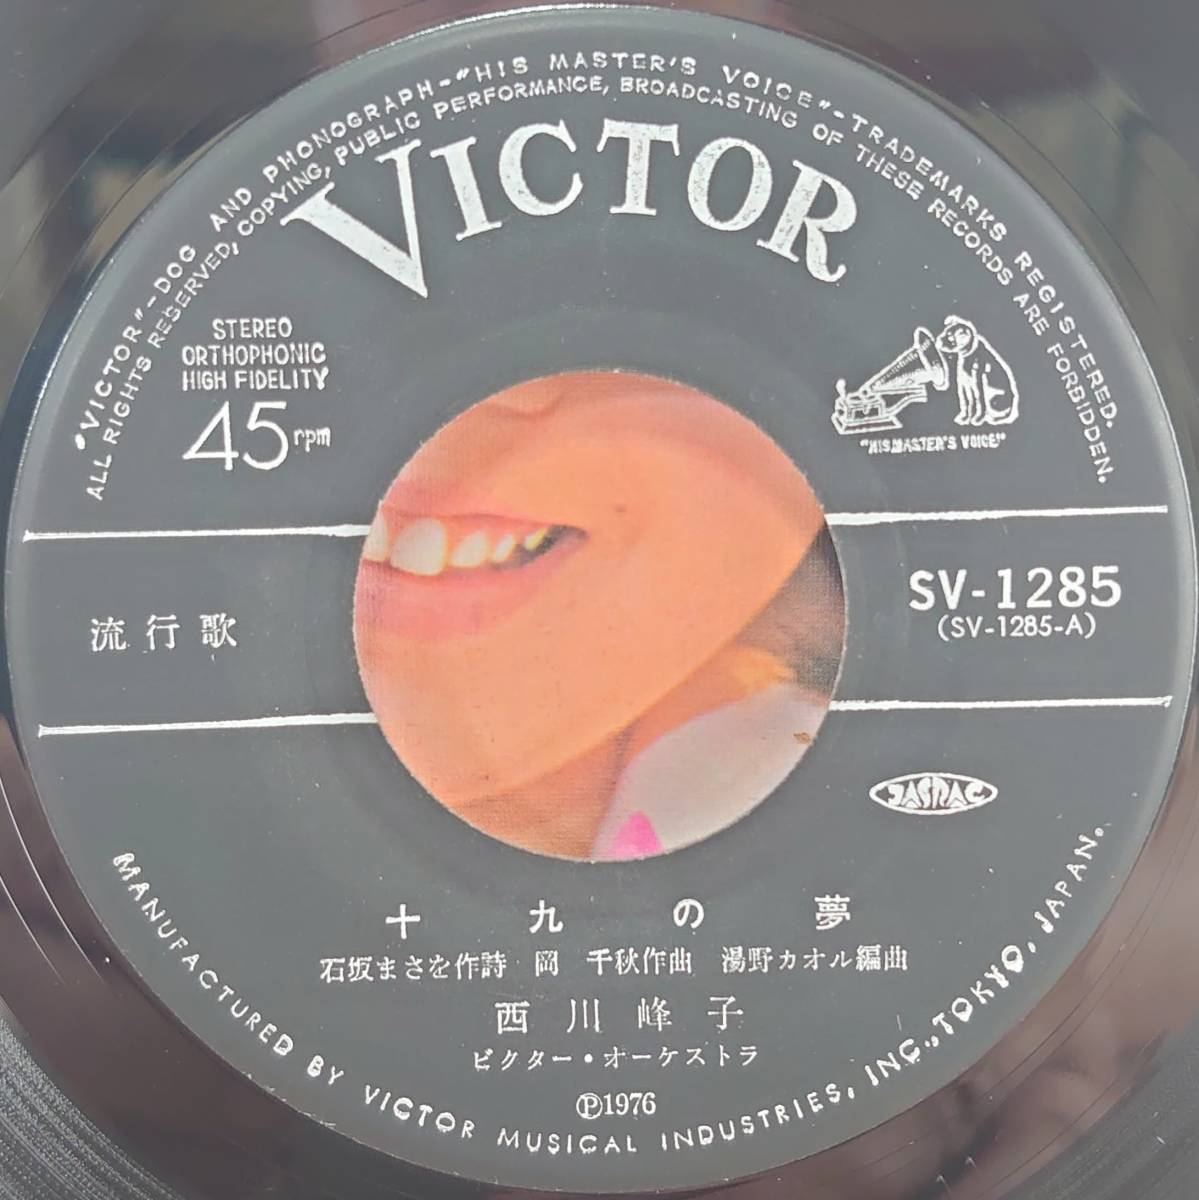 "VICTOR"-DOG AND PHONOGRAPH-"HIS MASTER'S VOICE"-TRADEMARKS REGISTERED.
ALL RIGHTS RESERVED, COPYING, PUBLIC PERFORMANCE, BROADCASTING OF THESE RECORDS ARE FORBIDDEN.
VICTOR
STEREO
ORTHOPHONIC
HIGH FIDELITY
45rpm
"HIS MASTER'S VOICE"
流行歌
SV-1285
(SV-1285-A)
JASRAC
十九の夢
石坂まさを作詩 岡 千秋作曲 湯野カオル編曲
西川峰子
ビクター・オーケストラ
Ⓟ1976
MANUFACTURED BY VICTOR MUSICAL INDUSTRIES, INC., TOKYO, JAPAN.